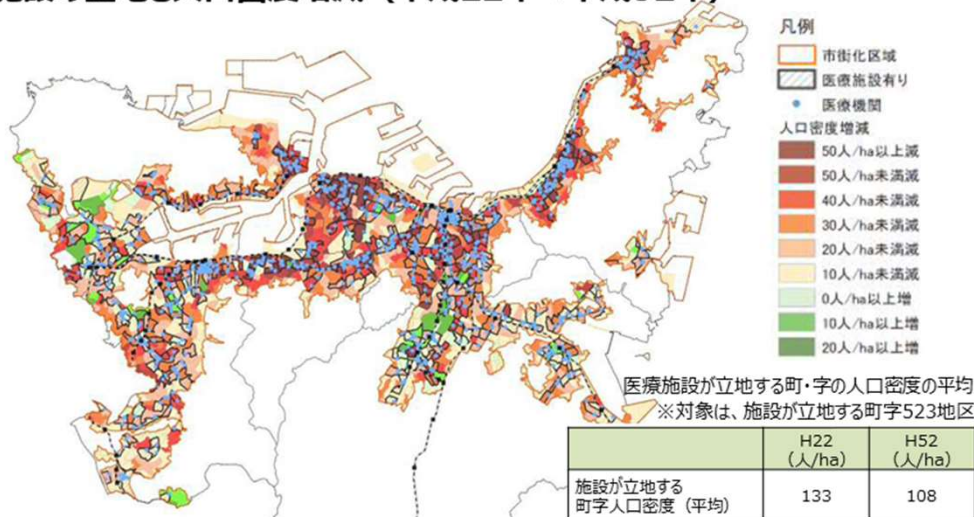 凡例
市街化区域
医療施設有り
医療機関
人口密度増減
50人/ha以上減
50人/ha未満減
40人/ha未満減
30人/ha未満減
20人/ha未満減
10人/ha未満減
0人/ha以上増
10人/ha以上増
20人/ha以上増
医療施設が立地する町・字の人口密度の平均
※対象は、施設が立地する町字523地区
H22
(人/ha)
H52
(人/ha)
施設が立地する
町字人口密度（平均）
133
108